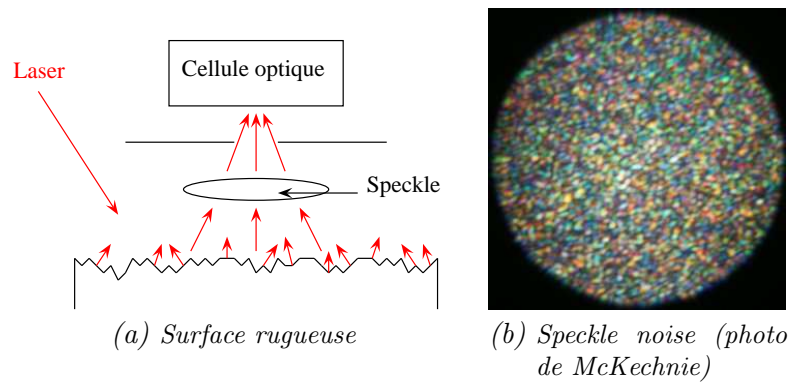 Cellule optique
Laser
Speckle
(a) Surface rugueuse
(b) Speckle noise (photo
de McKechnie)